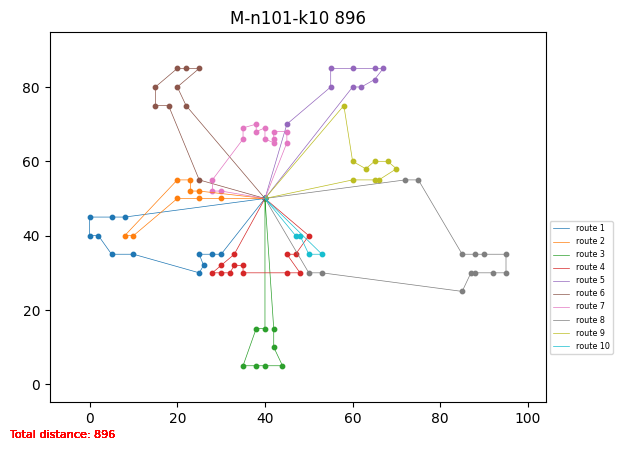 M-n101-k10 896
80
60
40
20
0
0 20 40 60 80 100
route 1
route 2
route 3
route 4
route 5
route 6
route 7
route 8
route 9
route 10
Total distance: 896